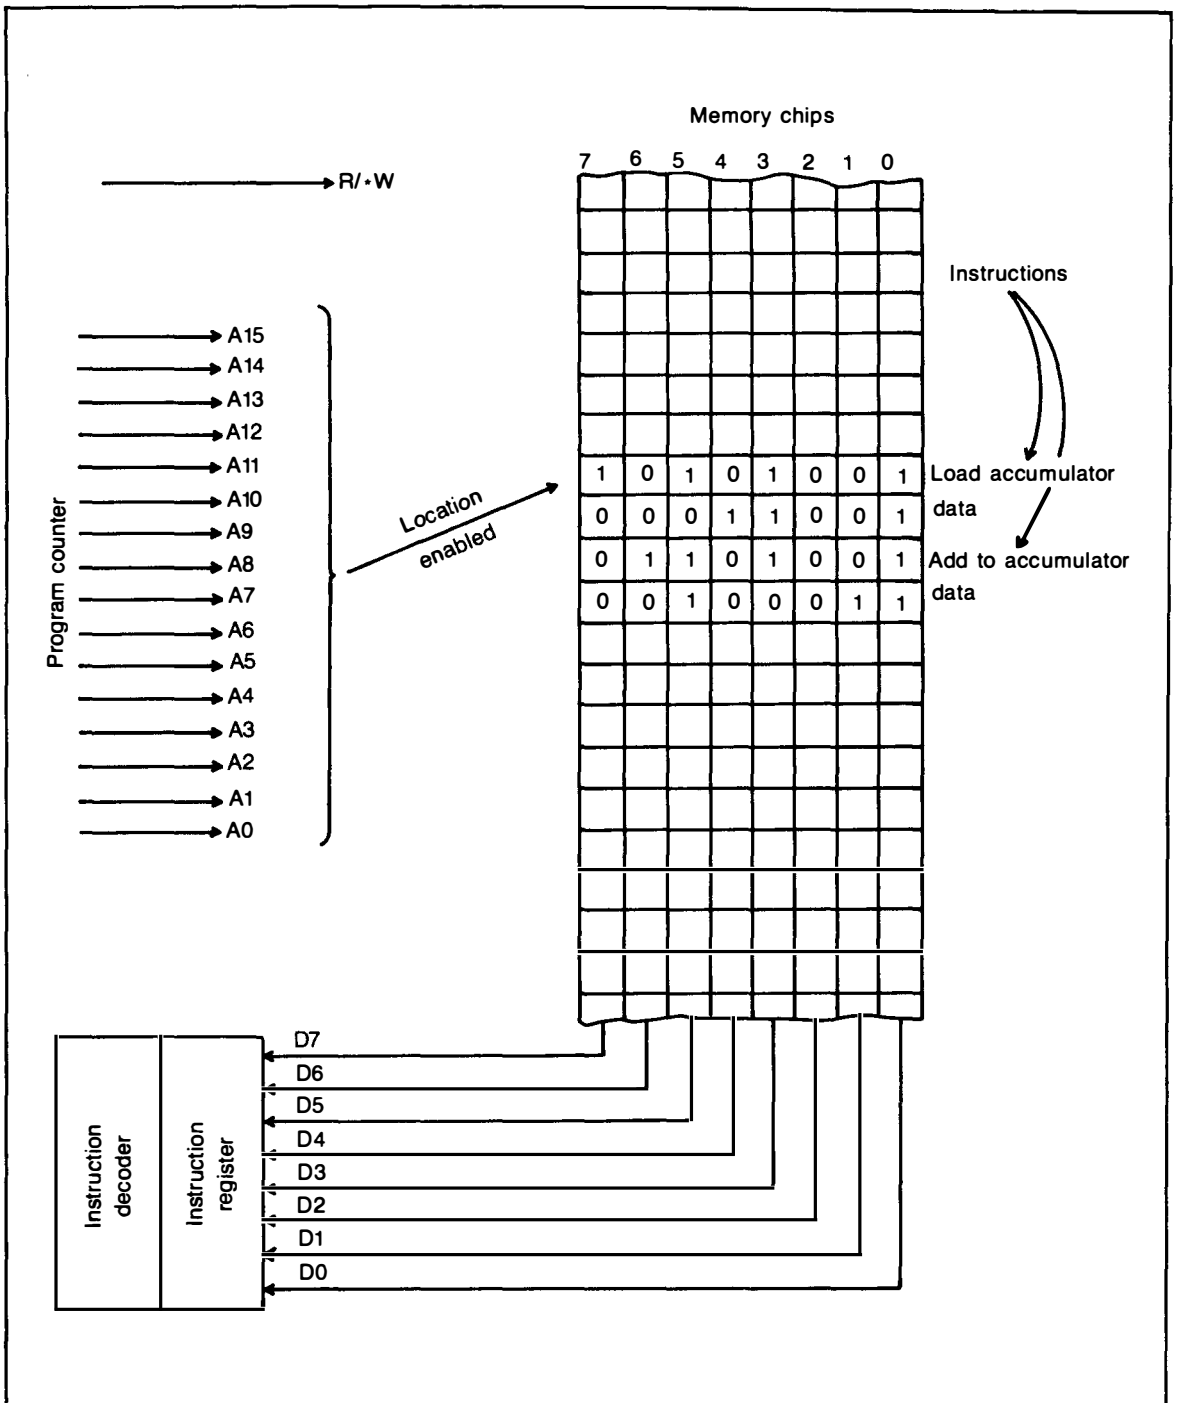 Memory chips
7 6 5 4 3 2 1 0
R/*W
Instructions
Program counter
A15
A14
A13
A12
A11
A10
A9
A8
A7
A6
A5
A4
A3
A2
A1
A0
Location
enabled
1 0 1 0 1 0 0 1 Load accumulator
0 0 0 1 1 0 0 1 data
0 1 1 0 1 0 0 1 Add to accumulator
0 0 1 0 0 0 1 1 data
Instruction
decoder
Instruction
register
D7
D6
D5
D4
D3
D2
D1
D0